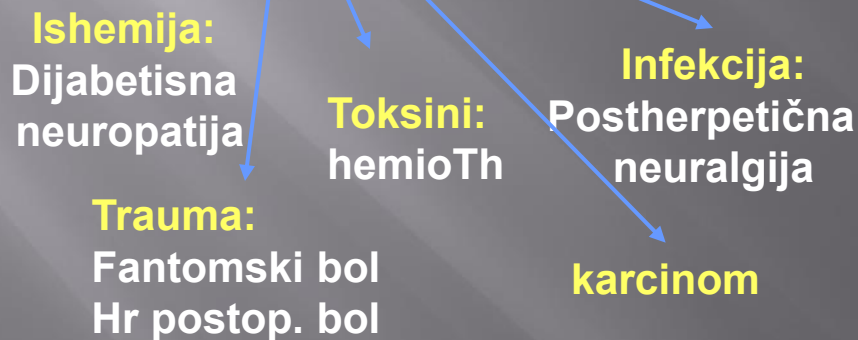 Ishemija:
Dijabetisna
neuropatija
Toksini:
hemioTh
Infekcija:
Postherpetična
neuralgija
Trauma:
Fantomski bol
Hr postop. bol
karcinom